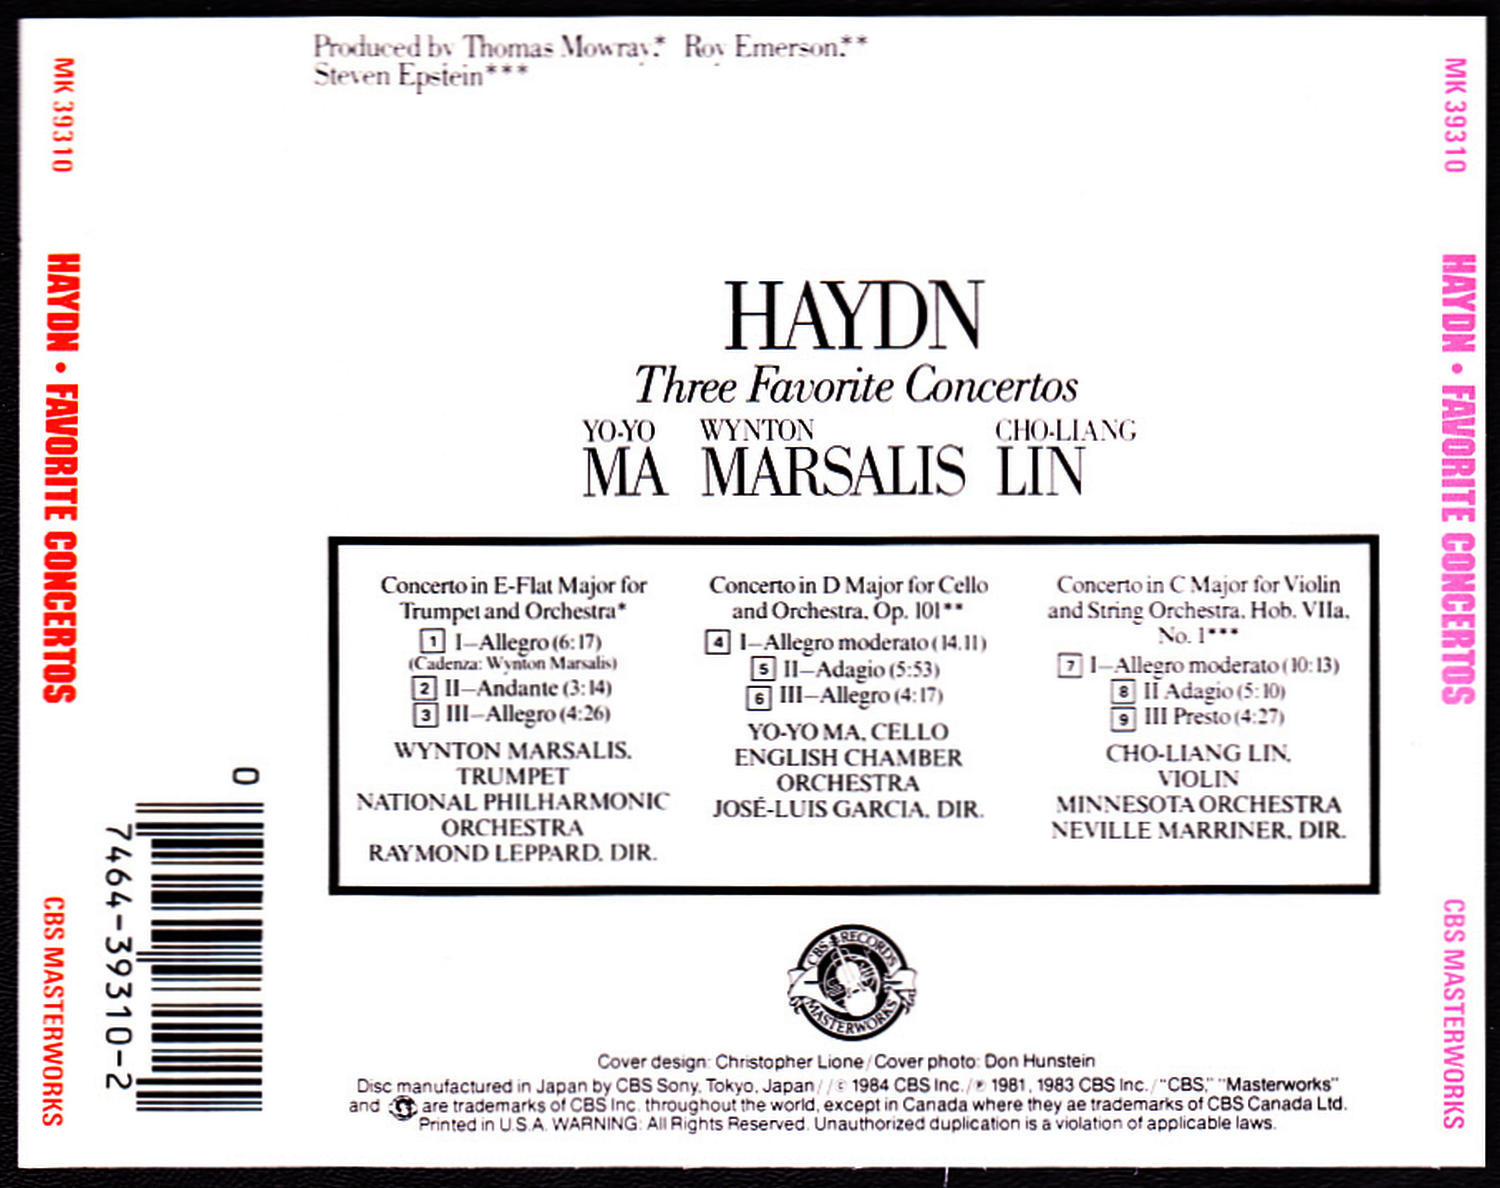 Produced by Thomas Mowray.* Roy Emerson.**
Steven Epstein***
MK 39310
HAYDN • FAVORITE CONCERTOS
CBS MASTERWORKS
HAYDN
Three Favorite Concertos
YO-YO WYNTON CHO-LIANG
MA MARSALIS LIN
Concerto in E-Flat Major for
Trumpet and Orchestra*
1 I—Allegro (6:17)
(Cadenza: Wynton Marsalis)
2 II—Andante (3:14)
3 III—Allegro (4:26)
WYNTON MARSALIS,
TRUMPET
NATIONAL PHILHARMONIC
ORCHESTRA
RAYMOND LEPPARD, DIR.
Concerto in D Major for Cello
and Orchestra, Op. 101**
4 I—Allegro moderato (14.11)
5 II—Adagio (5:53)
6 III—Allegro (4:17)
YO-YO MA, CELLO
ENGLISH CHAMBER
ORCHESTRA
JOSÉ-LUIS GARCIA, DIR.
Concerto in C Major for Violin
and String Orchestra, Hob. VIIa,
No. 1***
7 I—Allegro moderato (10:13)
8 II Adagio (5:10)
9 III Presto (4:27)
CHO-LIANG LIN,
VIOLIN
MINNESOTA ORCHESTRA
NEVILLE MARRINER, DIR.
0
7464-39310-2
CBS RECORDS
MASTERWORKS
Cover design: Christopher Lione/Cover photo: Don Hunstein
Disc manufactured in Japan by CBS Sony, Tokyo, Japan//© 1984 CBS Inc./℗ 1981, 1983 CBS Inc./"CBS," "Masterworks"
and are trademarks of CBS Inc. throughout the world, except in Canada where they ae trademarks of CBS Canada Ltd.
Printed in U.S.A. WARNING: All Rights Reserved. Unauthorized duplication is a violation of applicable laws.
MK 39310
HAYDN • FAVORITE CONCERTOS
CBS MASTERWORKS